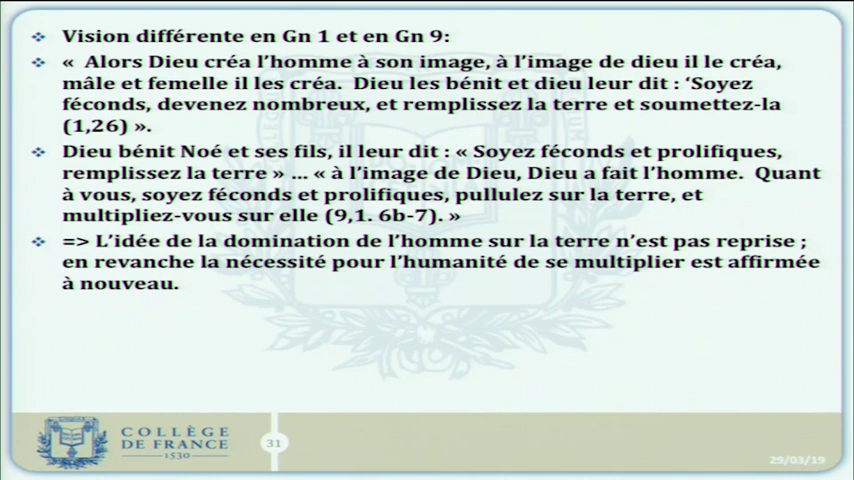 Vision différente en Gn 1 et en Gn 9:
« Alors Dieu créa l’homme à son image, à l’image de dieu il le créa,
mâle et femelle il les créa. Dieu les bénit et dieu leur dit : ‘Soyez
féconds, devenez nombreux, et remplissez la terre et soumettez-la
(1,26) ».
Dieu bénit Noé et ses fils, il leur dit : « Soyez féconds et prolifiques,
remplissez la terre » … « à l’image de Dieu, Dieu a fait l’homme. Quant
à vous, soyez féconds et prolifiques, pullulez sur la terre, et
multipliez-vous sur elle (9,1. 6b-7). »
=> L’idée de la domination de l’homme sur la terre n’est pas reprise ;
en revanche la nécessité pour l’humanité de se multiplier est affirmée
à nouveau.
COLLÈGE
DE FRANCE
1530
31
29/03/19